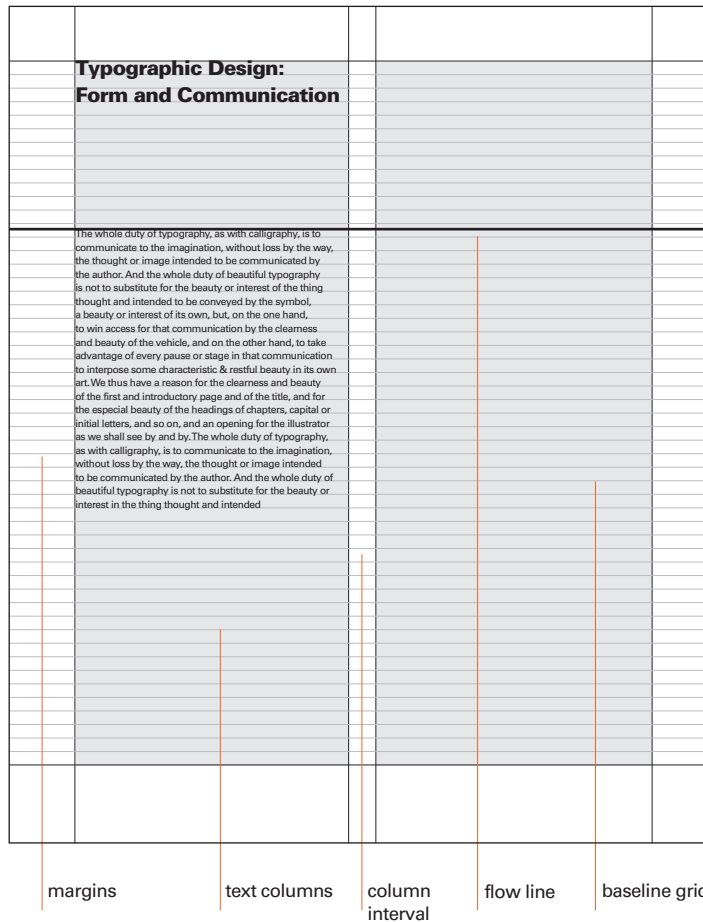 Typographic Design:
Form and Communication
The whole duty of typography, as with calligraphy, is to
communicate to the imagination, without loss by the way,
the thought or image intended to be communicated by
the author. And the whole duty of beautiful typography
is not to substitute for the beauty or interest of the thing
thought and intended to be conveyed by the symbol,
a beauty or interest of its own, but, on the one hand,
to win access for that communication by the clearness
and beauty of the vehicle, and on the other hand, to take
advantage of every pause or stage in that communication
to interpose some characteristic & restful beauty in its own
art. We thus have a reason for the clearness and beauty
of the first and introductory page and of the title, and for
the especial beauty of the headings of chapters, capital or
initial letters, and so on, and an opening for the illustrator
as we shall see by and by. The whole duty of typography,
as with calligraphy, is to communicate to the imagination,
without loss by the way, the thought or image intended
to be communicated by the author. And the whole duty of
beautiful typography is not to substitute for the beauty or
interest in the thing thought and intended
margins
text columns
column
interval
flow line
baseline grid